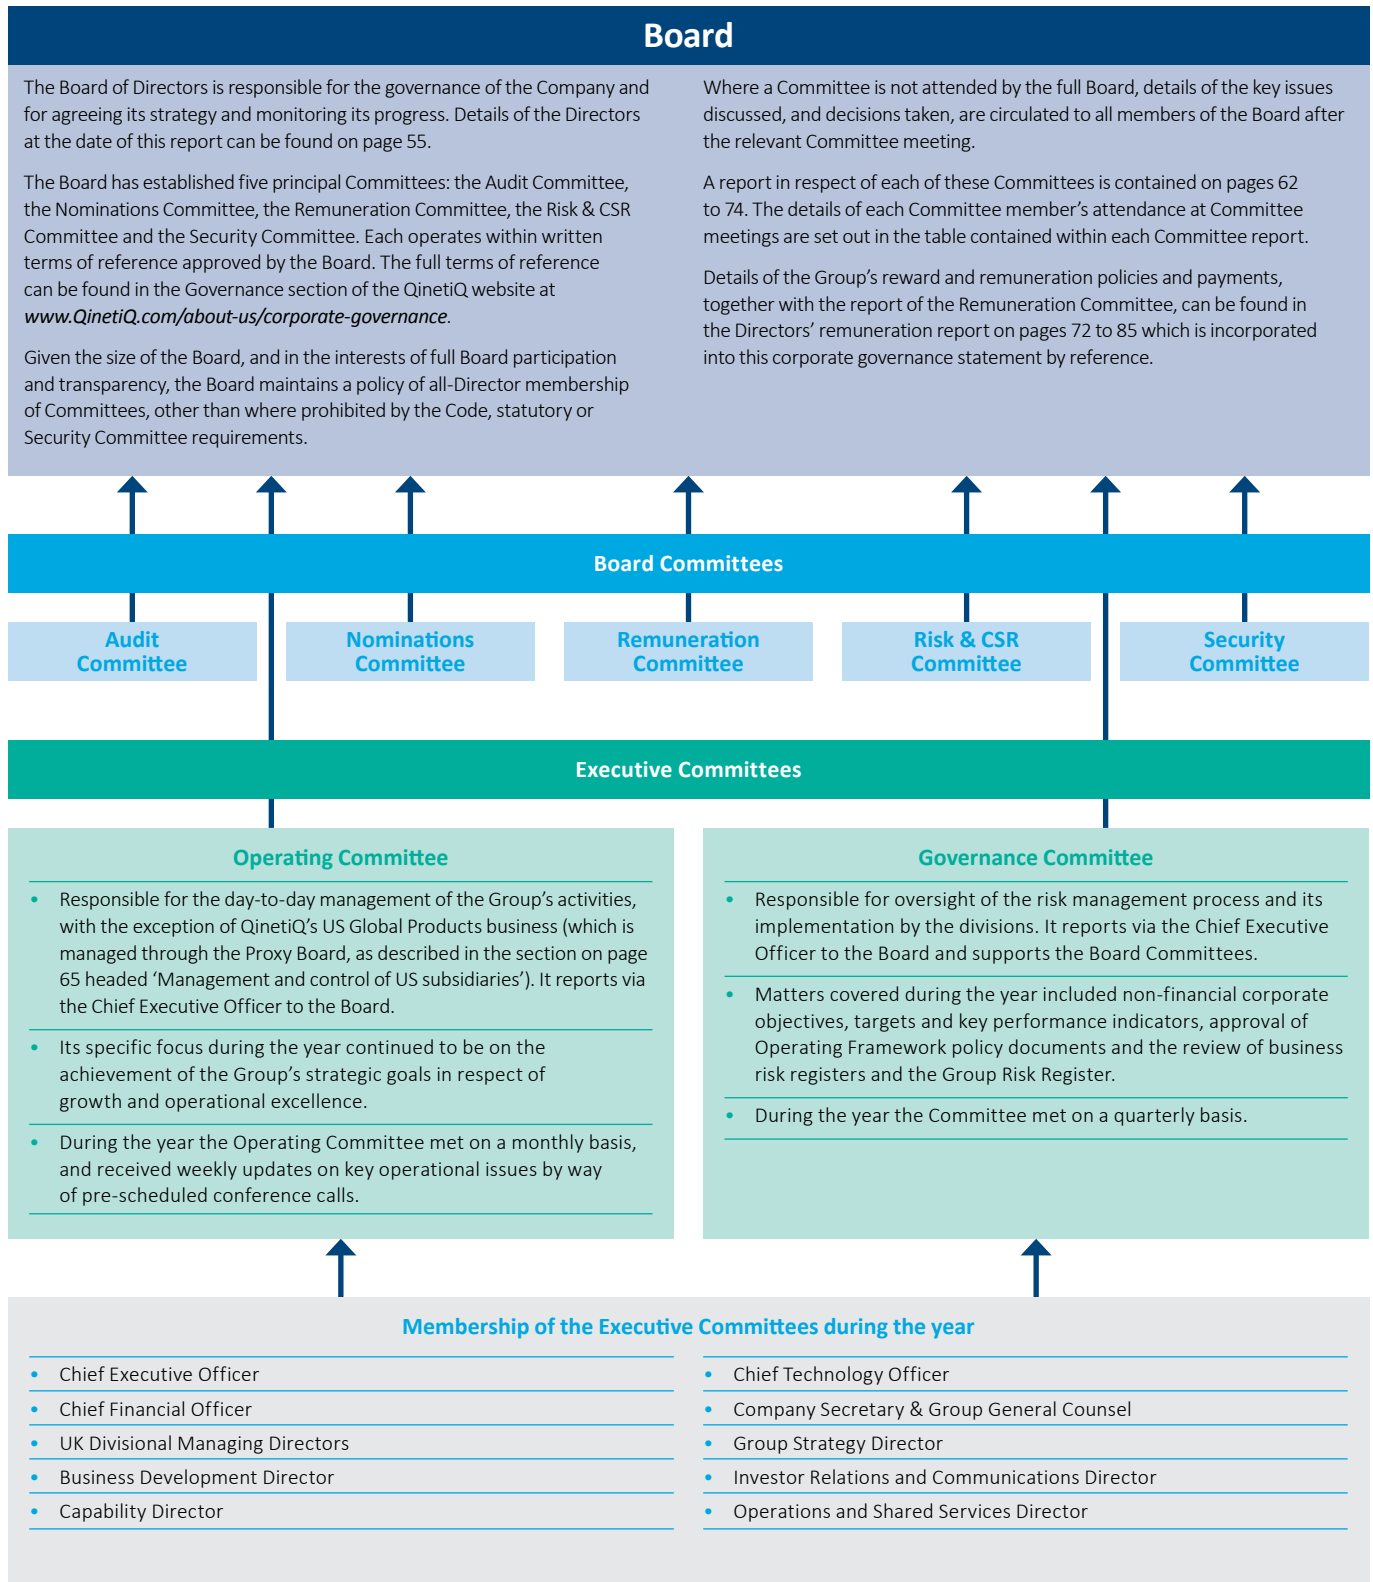 Board
The Board of Directors is responsible for the governance of the Company and
for agreeing its strategy and monitoring its progress. Details of the Directors
at the date of this report can be found on page 55.
The Board has established five principal Committees: the Audit Committee,
the Nominations Committee, the Remuneration Committee, the Risk & CSR
Committee and the Security Committee. Each operates within written
terms of reference approved by the Board. The full terms of reference
can be found in the Governance section of the QinetiQ website at
www.QinetiQ.com/about-us/corporate-governance.
Given the size of the Board, and in the interests of full Board participation
and transparency, the Board maintains a policy of all-Director membership
of Committees, other than where prohibited by the Code, statutory or
Security Committee requirements.
Where a Committee is not attended by the full Board, details of the key issues
discussed, and decisions taken, are circulated to all members of the Board after
the relevant Committee meeting.
A report in respect of each of these Committees is contained on pages 62
to 74. The details of each Committee member's attendance at Committee
meetings are set out in the table contained within each Committee report.
Details of the Group's reward and remuneration policies and payments,
together with the report of the Remuneration Committee, can be found in
the Directors' remuneration report on pages 72 to 85 which is incorporated
into this corporate governance statement by reference.
Board Committees
Audit
Committee
Nominations
Committee
Remuneration
Committee
Risk & CSR
Committee
Security
Committee
Executive Committees
Operating Committee
• Responsible for the day-to-day management of the Group's activities,
with the exception of QinetiQ's US Global Products business (which is
managed through the Proxy Board, as described in the section on page
65 headed 'Management and control of US subsidiaries'). It reports via
the Chief Executive Officer to the Board.
• Its specific focus during the year continued to be on the
achievement of the Group's strategic goals in respect of
growth and operational excellence.
• During the year the Operating Committee met on a monthly basis,
and received weekly updates on key operational issues by way
of pre-scheduled conference calls.
Governance Committee
• Responsible for oversight of the risk management process and its
implementation by the divisions. It reports via the Chief Executive
Officer to the Board and supports the Board Committees.
• Matters covered during the year included non-financial corporate
objectives, targets and key performance indicators, approval of
Operating Framework policy documents and the review of business
risk registers and the Group Risk Register.
• During the year the Committee met on a quarterly basis.
Membership of the Executive Committees during the year
• Chief Executive Officer
• Chief Financial Officer
• UK Divisional Managing Directors
• Business Development Director
• Capability Director
• Chief Technology Officer
• Company Secretary & Group General Counsel
• Group Strategy Director
• Investor Relations and Communications Director
• Operations and Shared Services Director